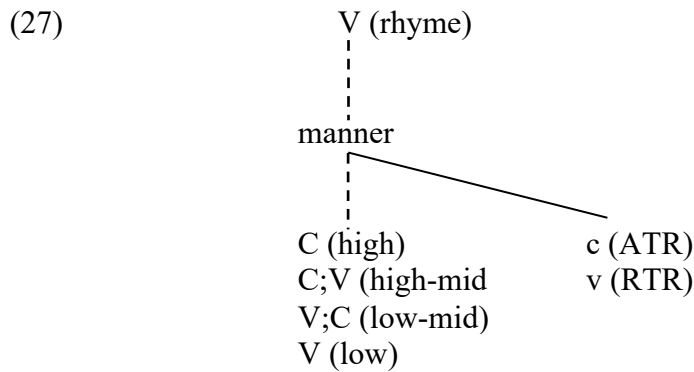 (27) V (rhyme)
manner
C (high) c (ATR)
C;V (high-mid v (RTR)
V;C (low-mid)
V (low)